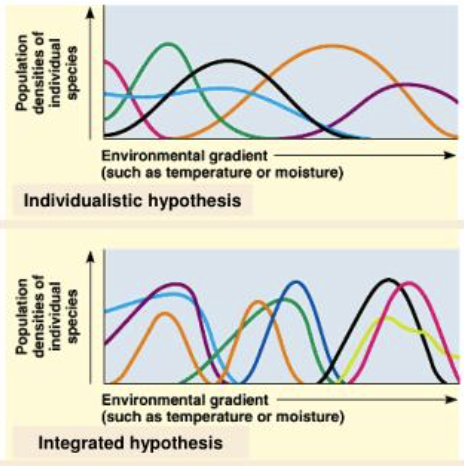 Population
densities of
individual
species
Environmental gradient
(such as temperature or moisture)
Individualistic hypothesis
Population
densities of
individual
species
Environmental gradient
(such as temperature or moisture)
Integrated hypothesis